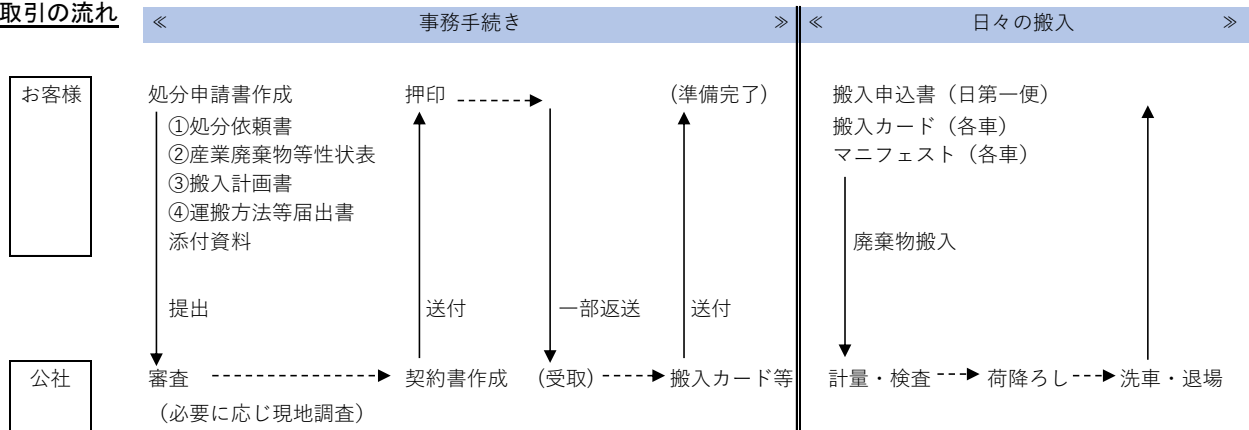 取引の流れ
≪ 事務手続き ≫ ≪ 日々の搬入 ≫
お客様 処分申請書作成 押印 (準備完了) 搬入申込書（日第一便）
①処分依頼書 搬入カード（各車）
②産業廃棄物等性状表 マニフェスト（各車）
③搬入計画書
④運搬方法等届出書
添付資料 廃棄物搬入
提出 送付 一部返送 送付
公社 審査 契約書作成 (受取) 搬入カード等 計量・検査 荷降ろし 洗車・退場
（必要に応じ現地調査）